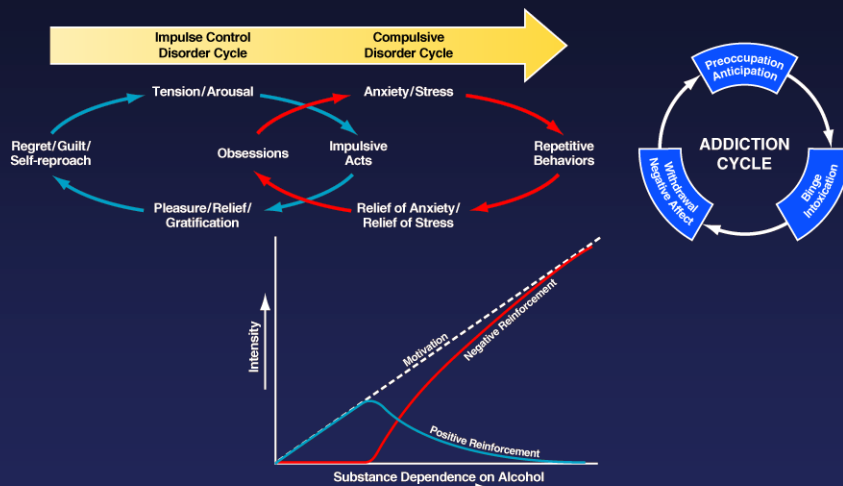 Impulse Control
Disorder Cycle
Compulsive
Disorder Cycle
Tension/Arousal
Anxiety/Stress
Regret/Guilt/
Self-reproach
Obsessions
Impulsive
Acts
Repetitive
Behaviors
Pleasure/Relief/
Gratification
Relief of Anxiety/
Relief of Stress
Preoccupation
Anticipation
ADDICTION
CYCLE
Withdrawal
Negative Affect
Binge
Intoxication
Intensity
Motivation
Negative Reinforcement
Positive Reinforcement
Substance Dependence on Alcohol